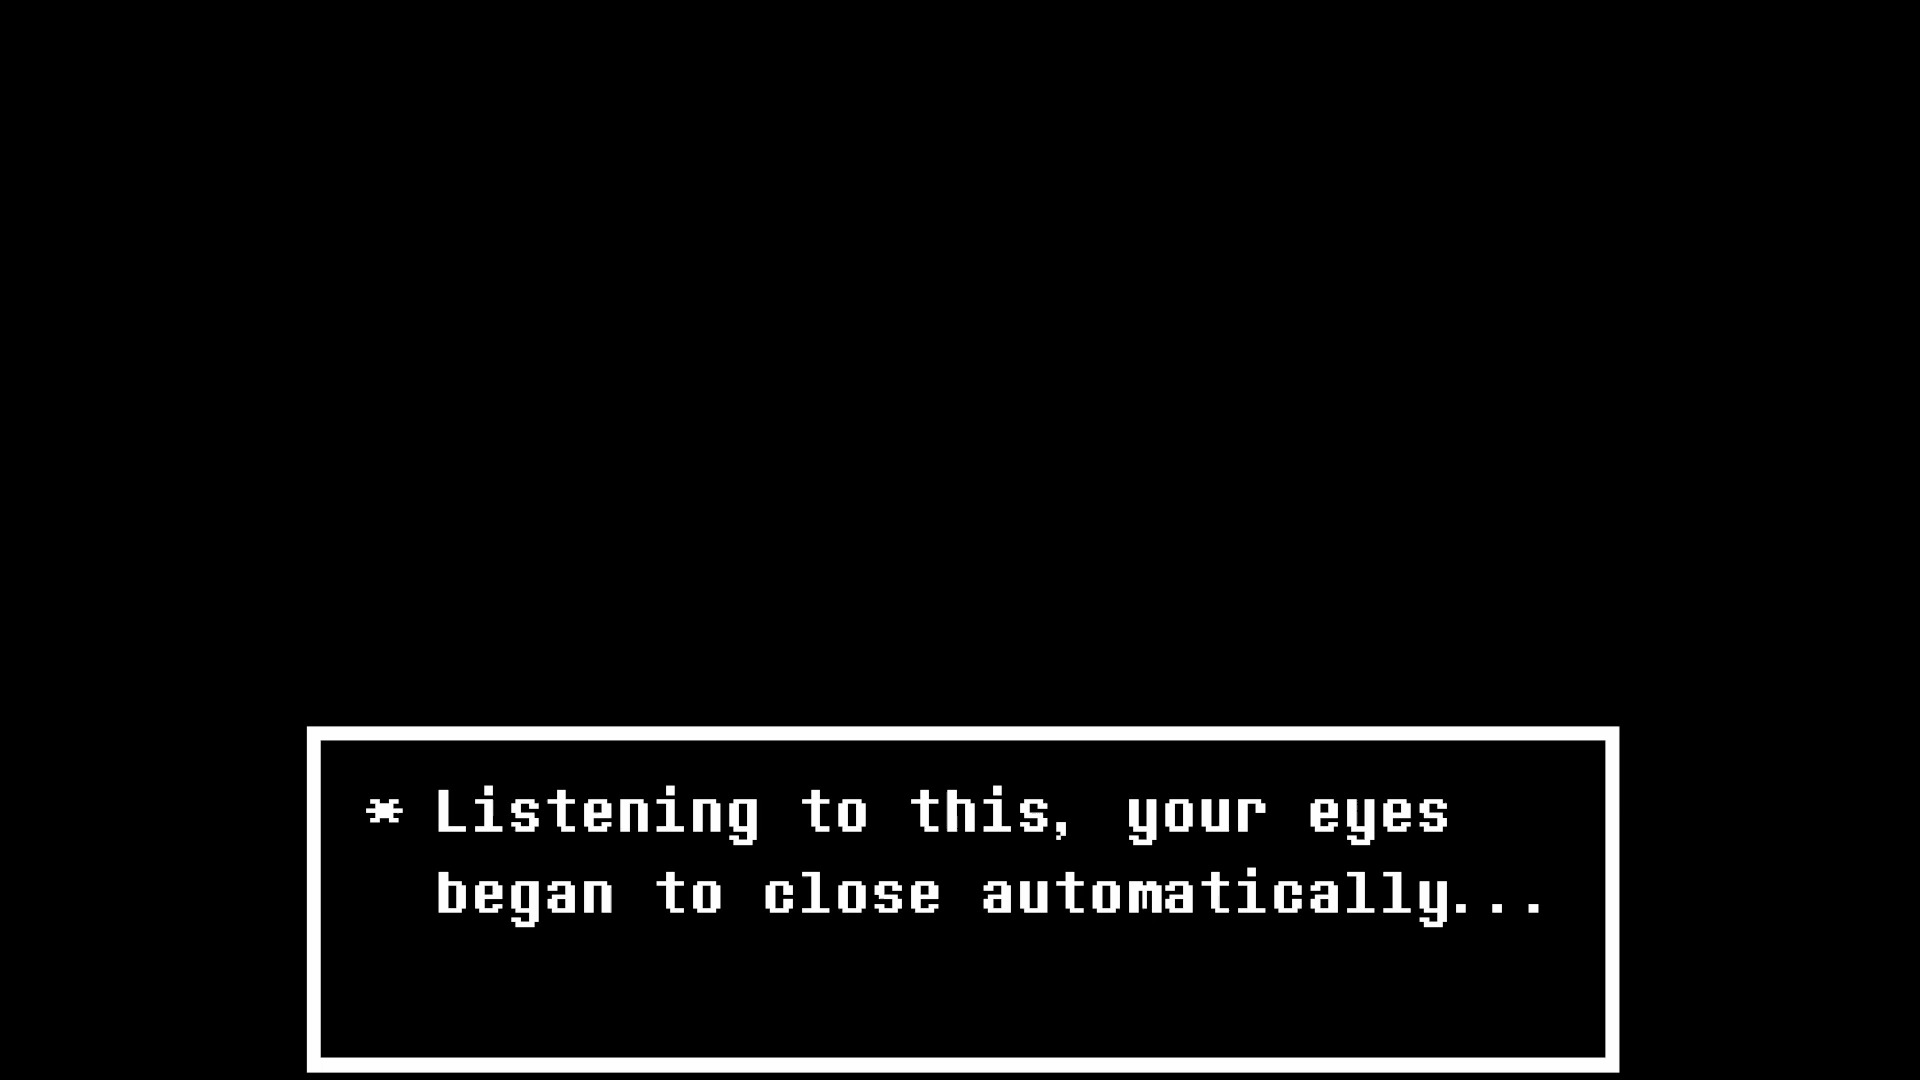 * Listening to this, your eyes
began to close automatically...